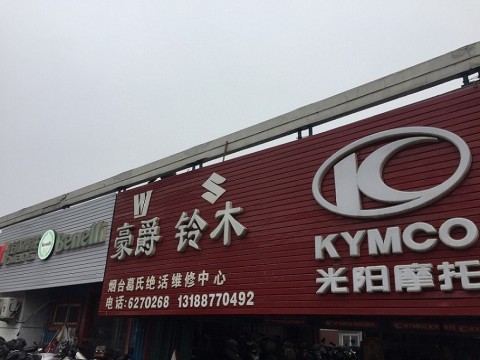 Benelli
豪爵 铃木
烟台葛氏绝活维修中心
电话:6270268 13188770492
KYMCO
光阳摩托